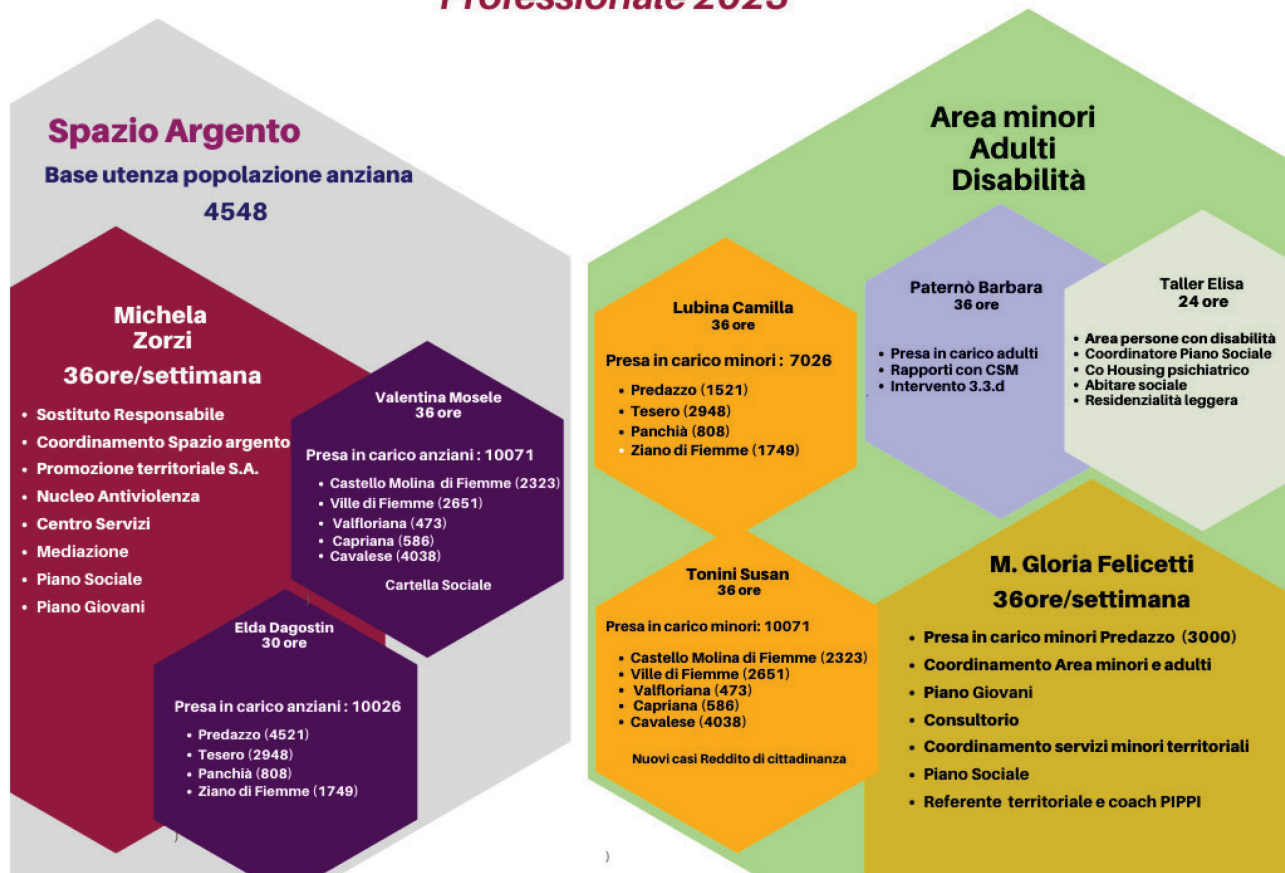 Professionale 2023
Spazio Argento
Base utenza popolazione anziana
4548
Michela
Zorzi
36ore/settimana
• Sostituto Responsabile
• Coordinamento Spazio argento
• Promozione territoriale S.A.
• Nucleo Antiviolenza
• Centro Servizi
• Mediazione
• Piano Sociale
• Piano Giovani
Valentina Mosele
36 ore
Presa in carico anziani : 10071
• Castello Molina di Fiemme (2323)
• Ville di Fiemme (2651)
• Valfloriana (473)
• Capriana (586)
• Cavalese (4038)
Cartella Sociale
)
Elda Dagostin
30 ore
Presa in carico anziani : 10026
• Predazzo (4521)
• Tesero (2948)
• Panchià (808)
• Ziano di Fiemme (1749)
)
Area minori
Adulti
Disabilità
Lubina Camilla
36 ore
Presa in carico minori : 7026
• Predazzo (1521)
• Tesero (2948)
• Panchià (808)
• Ziano di Fiemme (1749)
Paternò Barbara
36 ore
• Presa in carico adulti
• Rapporti con CSM
• Intervento 3.3.d
Taller Elisa
24 ore
• Area persone con disabilità
• Coordinatore Piano Sociale
• Co Housing psichiatrico
• Abitare sociale
• Residenzialità leggera
Tonini Susan
36 ore
Presa in carico minori: 10071
• Castello Molina di Fiemme (2323)
• Ville di Fiemme (2651)
• Valfloriana (473)
• Capriana (586)
• Cavalese (4038)
Nuovi casi Reddito di cittadinanza
)
M. Gloria Felicetti
36ore/settimana
• Presa in carico minori Predazzo (3000)
• Coordinamento Area minori e adulti
• Piano Giovani
• Consultorio
• Coordinamento servizi minori territoriali
• Piano Sociale
• Referente territoriale e coach PIPPI